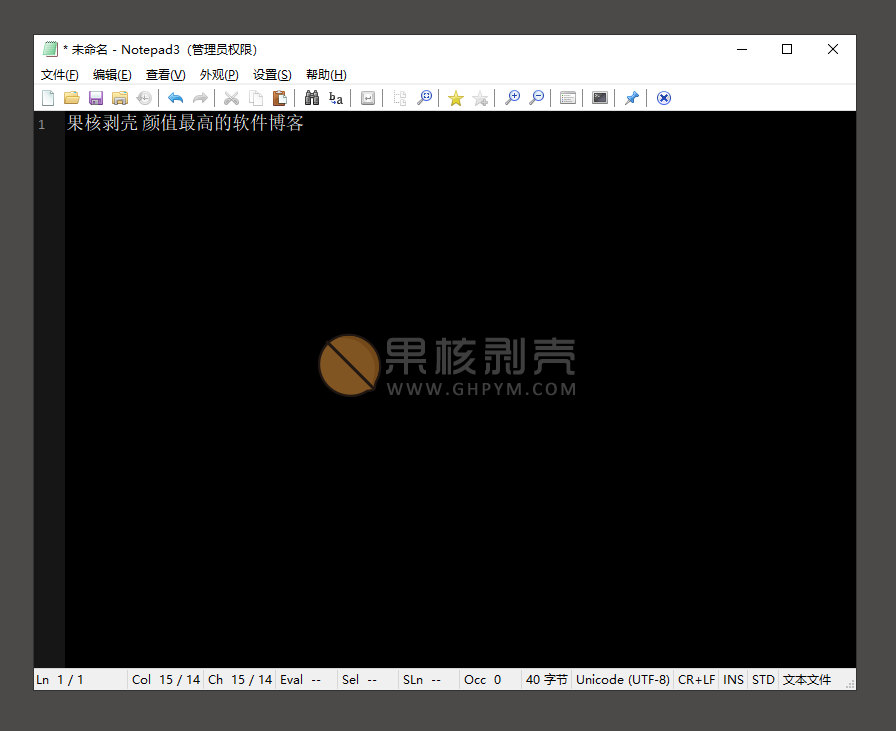 * 未命名 - Notepad3 (管理员权限)
文件(F) 编辑(E) 查看(V) 外观(P) 设置(S) 帮助(H)
1 果核剥壳 颜值最高的软件博客
果核剥壳
WWW.GHPYM.COM
Ln 1 / 1 Col 15 / 14 Ch 15 / 14 Eval -- Sel -- SLn -- Occ 0 40 字节 Unicode (UTF-8) CR+LF INS STD 文本文件